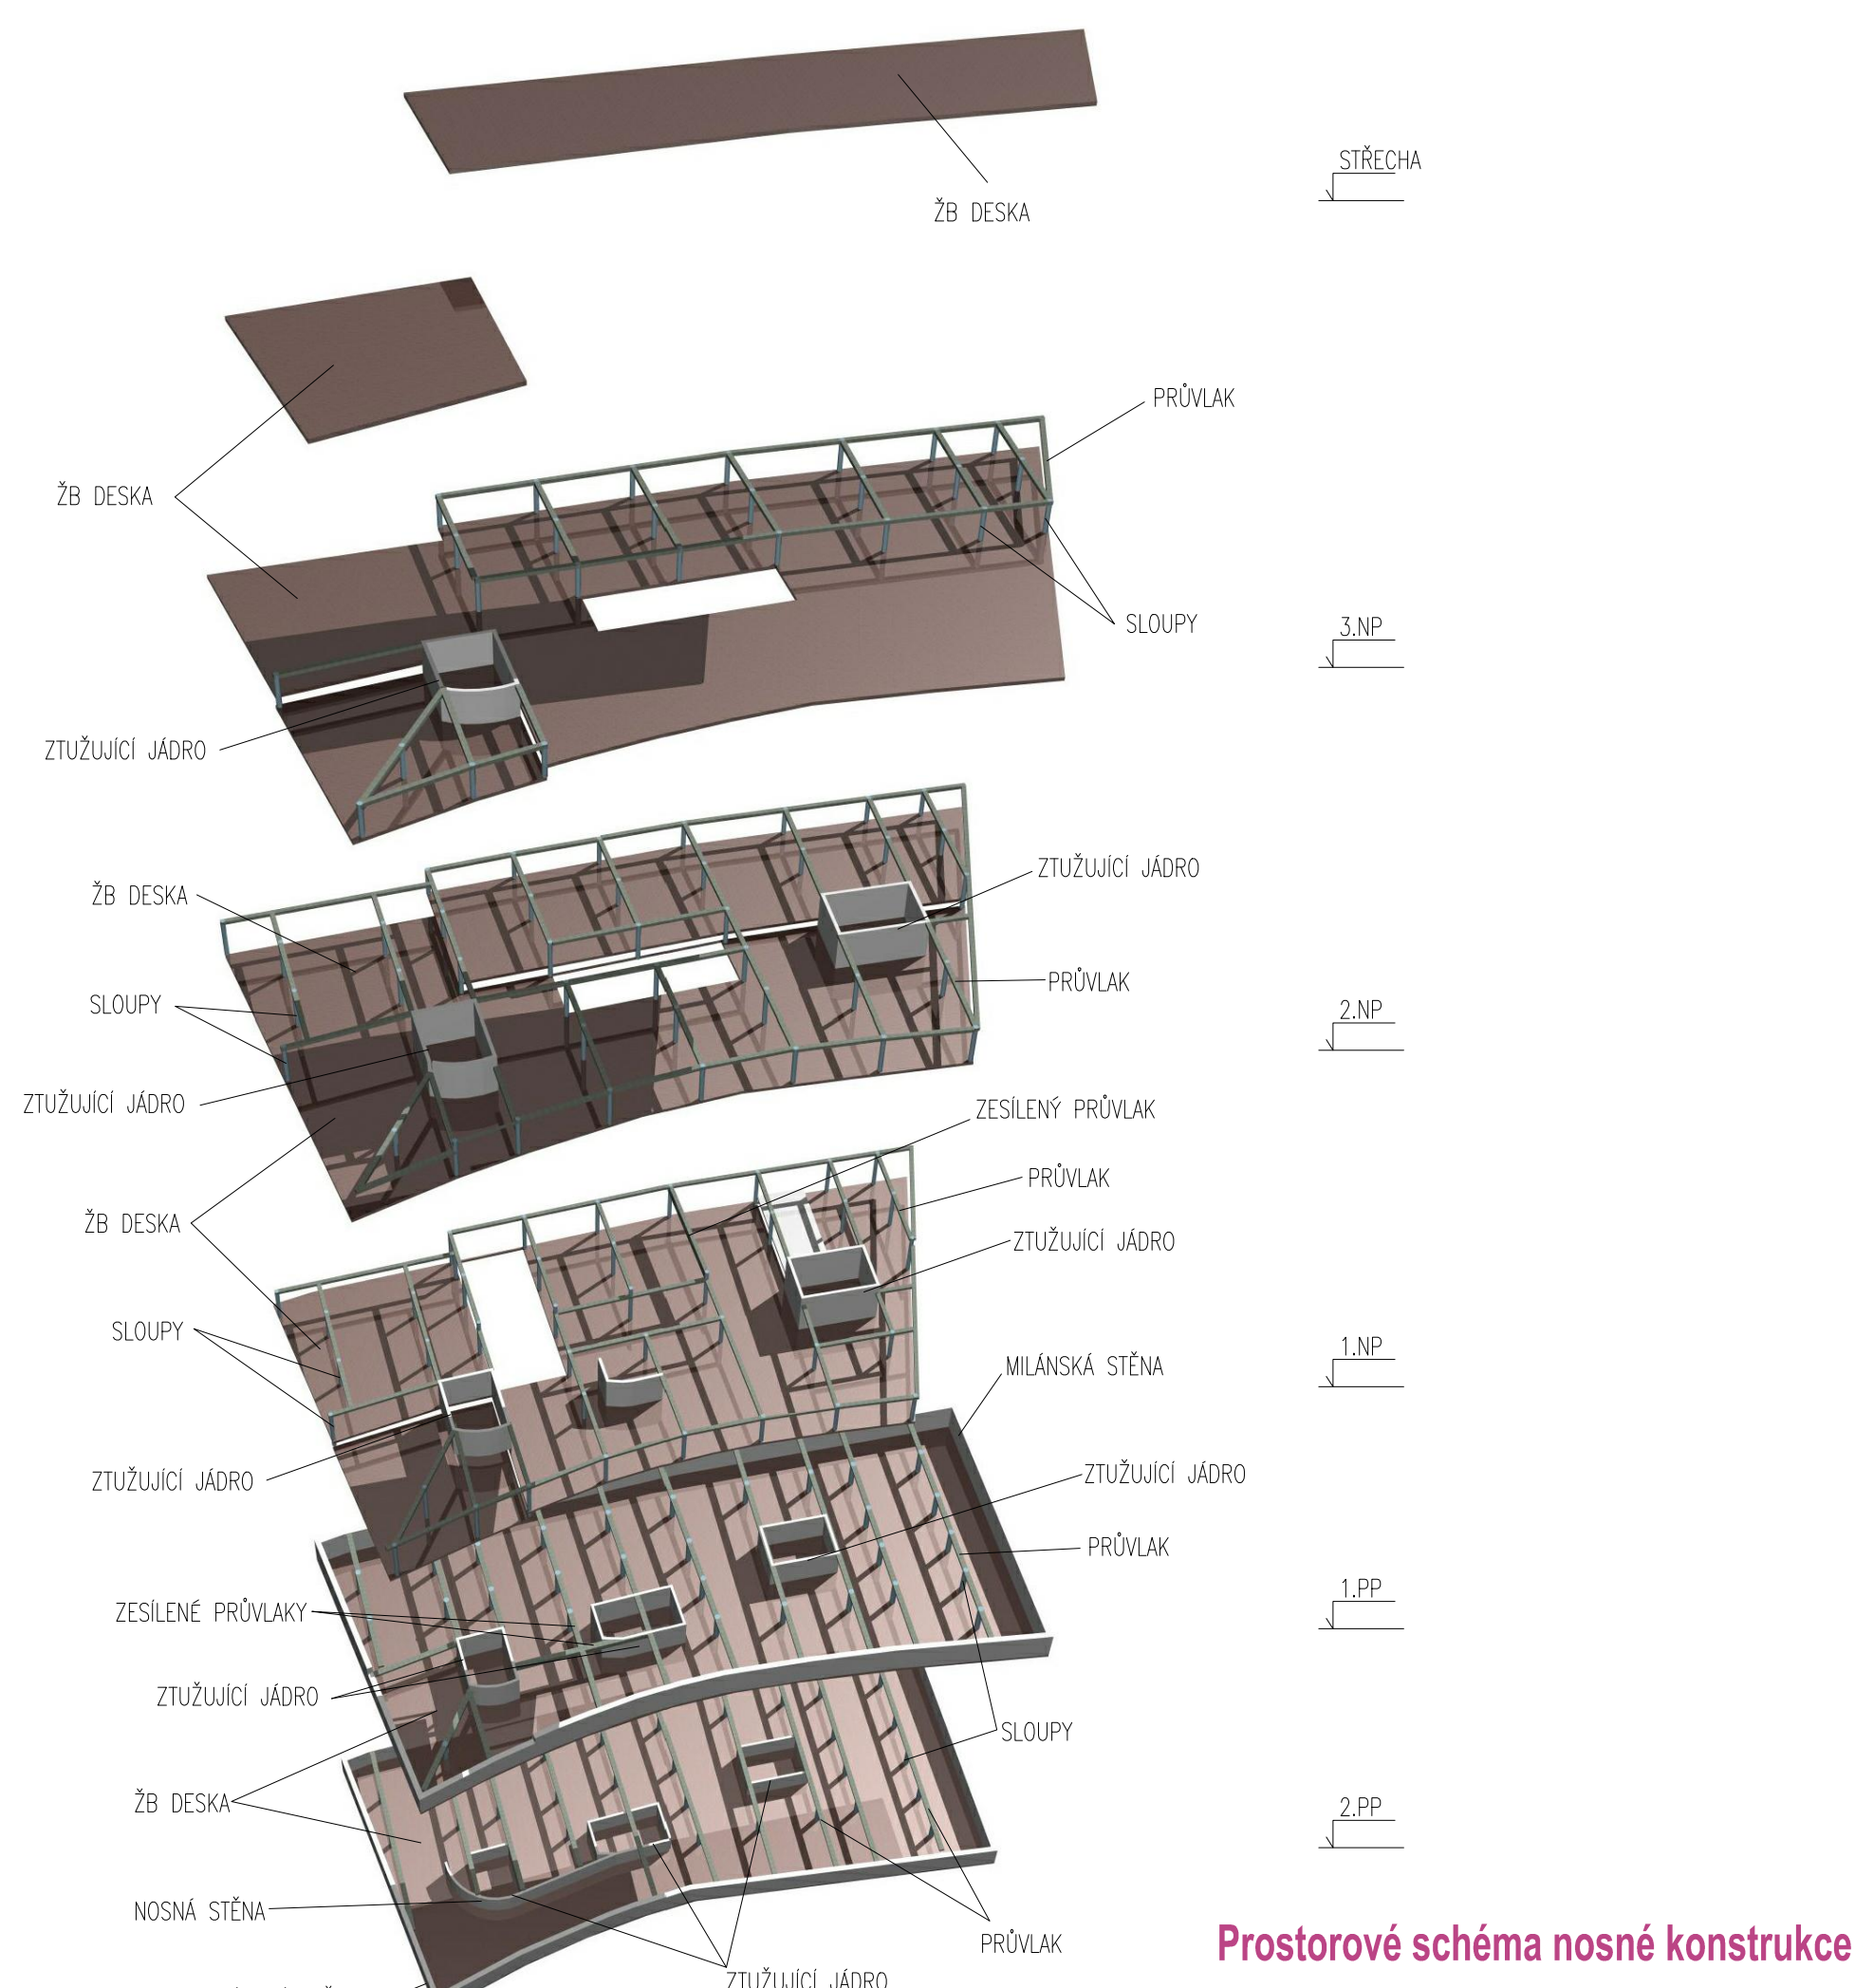 STŘECHA
ŽB DESKA
PRŮVLAK
ŽB DESKA
SLOUPY
3.NP
ZTUŽUJÍCÍ JÁDRO
ZTUŽUJÍCÍ JÁDRO
ŽB DESKA
PRŮVLAK
SLOUPY
2.NP
ZTUŽUJÍCÍ JÁDRO
ZESÍLENÝ PRŮVLAK
PRŮVLAK
ŽB DESKA
ZTUŽUJÍCÍ JÁDRO
SLOUPY
1.NP
MILÁNSKÁ STĚNA
ZTUŽUJÍCÍ JÁDRO
ZTUŽUJÍCÍ JÁDRO
PRŮVLAK
1.PP
ZESÍLENÉ PRŮVLAKY
ZTUŽUJÍCÍ JÁDRO
SLOUPY
ŽB DESKA
2.PP
NOSNÁ STĚNA
PRŮVLAK
Prostorové schéma nosné konstrukce
ZTUŽUJÍCÍ JÁDRO